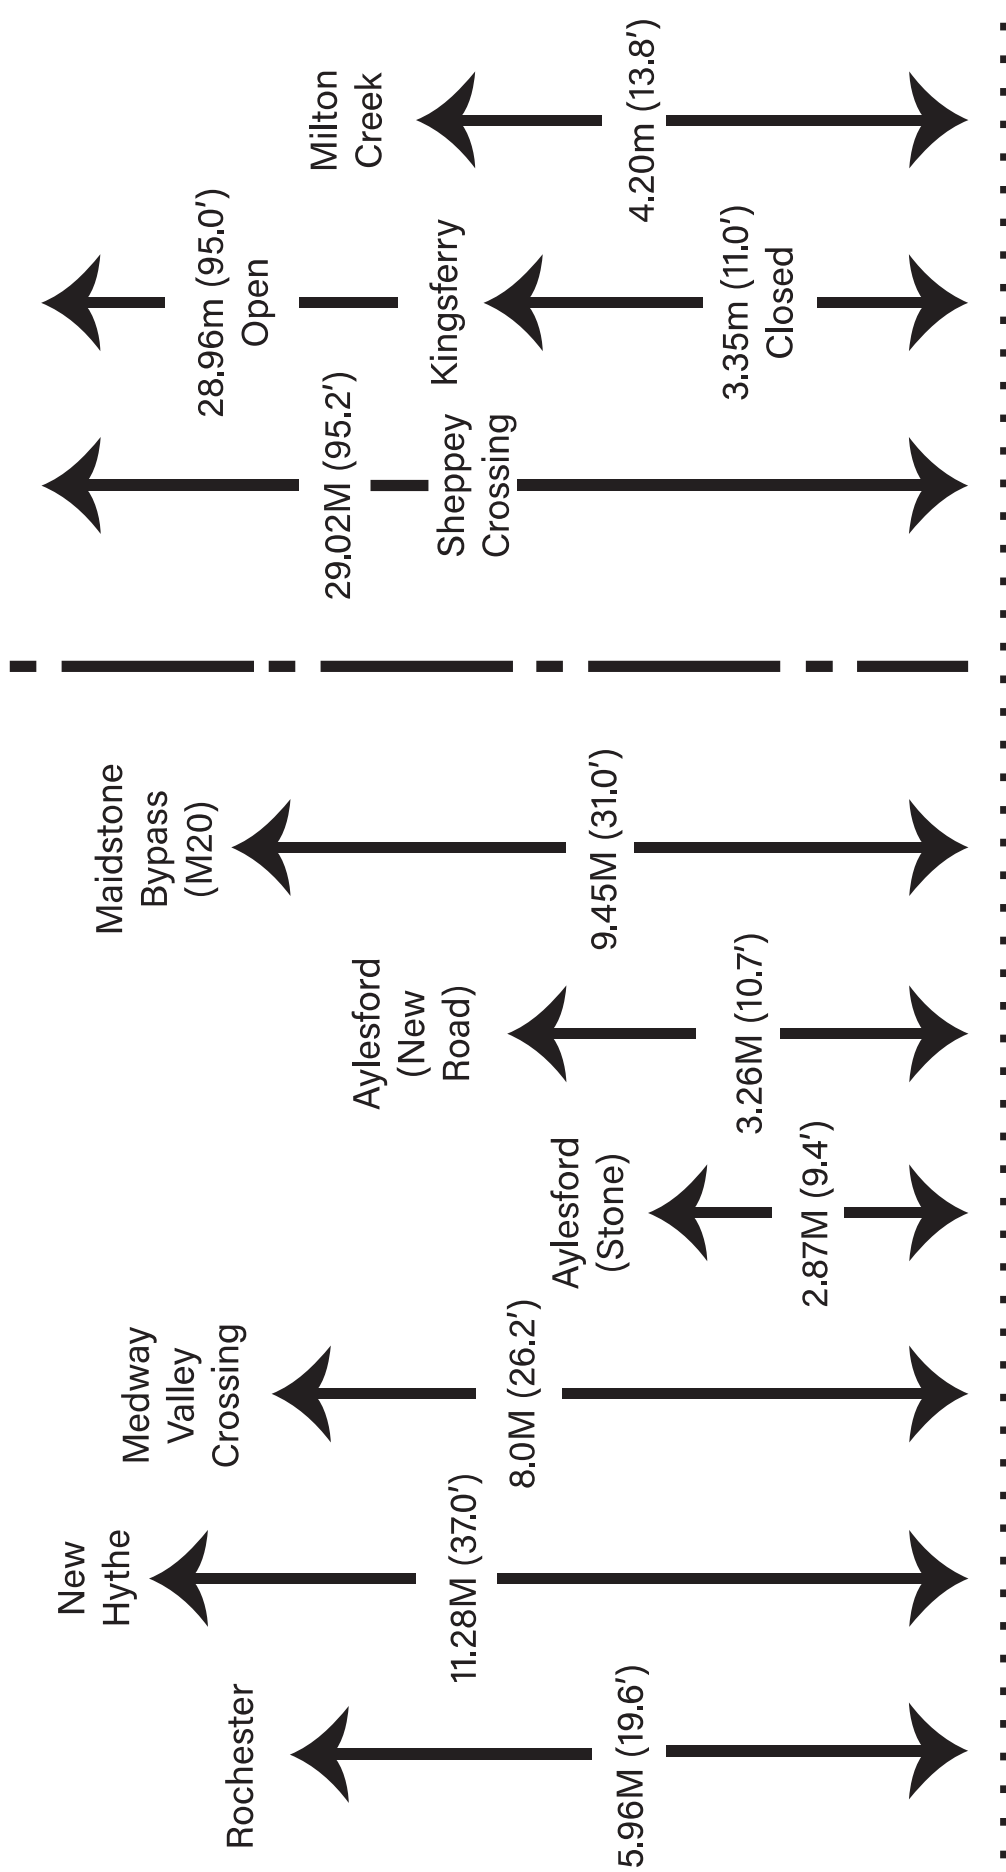 Rochester
5.96M (19.6')
New
Hythe
11.28M (37.0')
Medway
Valley
Crossing
8.0M (26.2')
Aylesford
(Stone)
2.87M (9.4')
Aylesford
(New
Road)
3.26M (10.7')
Maidstone
Bypass
(M20)
9.45M (31.0')
29.02M (95.2')
Sheppey
Crossing
28.96m (95.0')
Open
Kingsferry
3.35m (11.0')
Closed
Milton
Creek
4.20m (13.8')